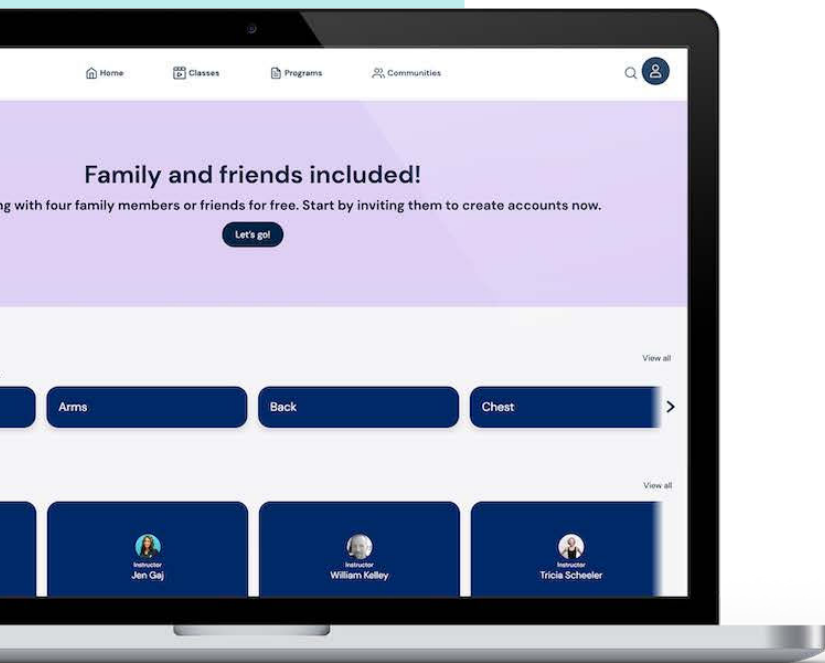 Home Classes Programs Communities
Family and friends included!
with four family members or friends for free. Start by inviting them to create accounts now.
Let's go!
View all
Arms Back Chest
View all
Instructor Instructor Instructor
Jen Gaj William Kelley Tricia Scheeler